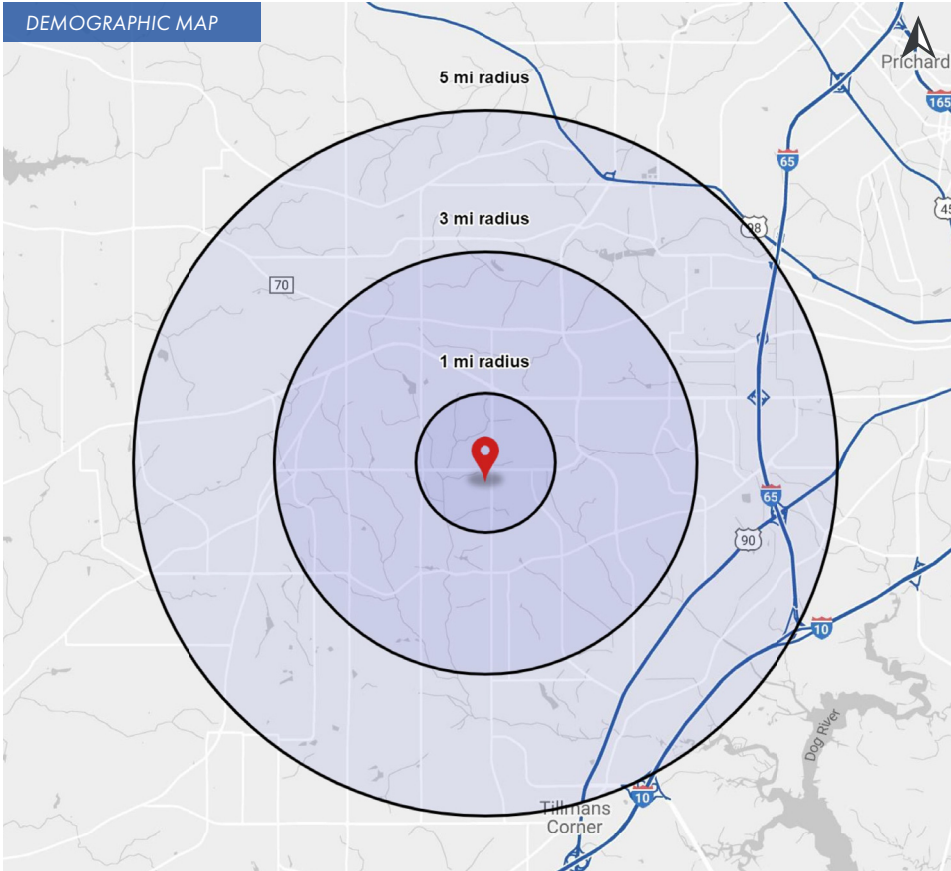 DEMOGRAPHIC MAP
Prichard
5 mi radius
165
65
45
3 mi radius
98
70
1 mi radius
65
90
10
Dog River
10
Tillmans
Corner